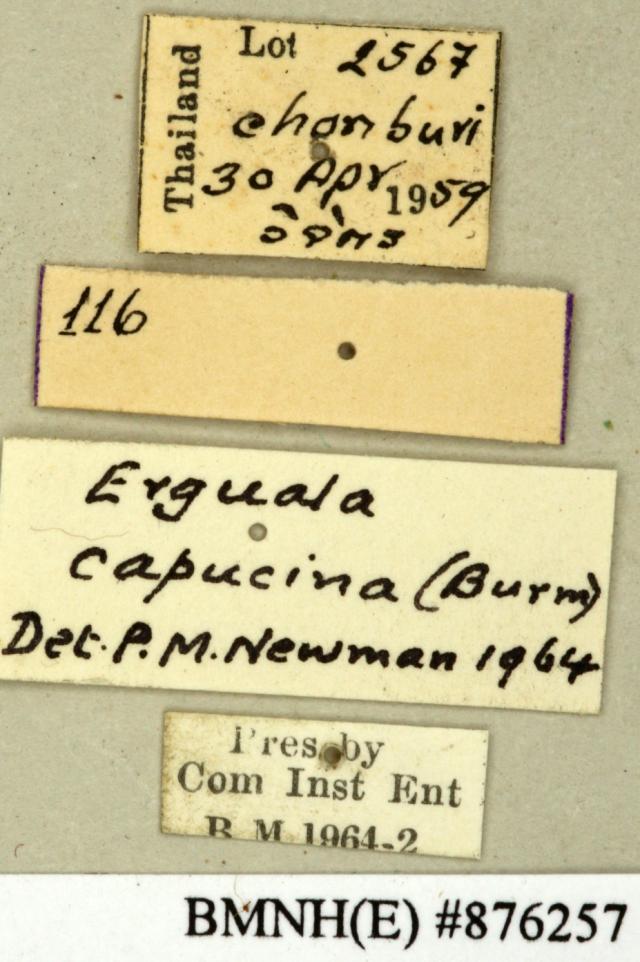 Thailand
Lot 2567
chonburi
30 Apr 1959
116
Erguala
capucina (Burm)
Det. P. M. Newman 1964
Pres by
Com Inst Ent
B M 1964-2
BMNH(E) #876257